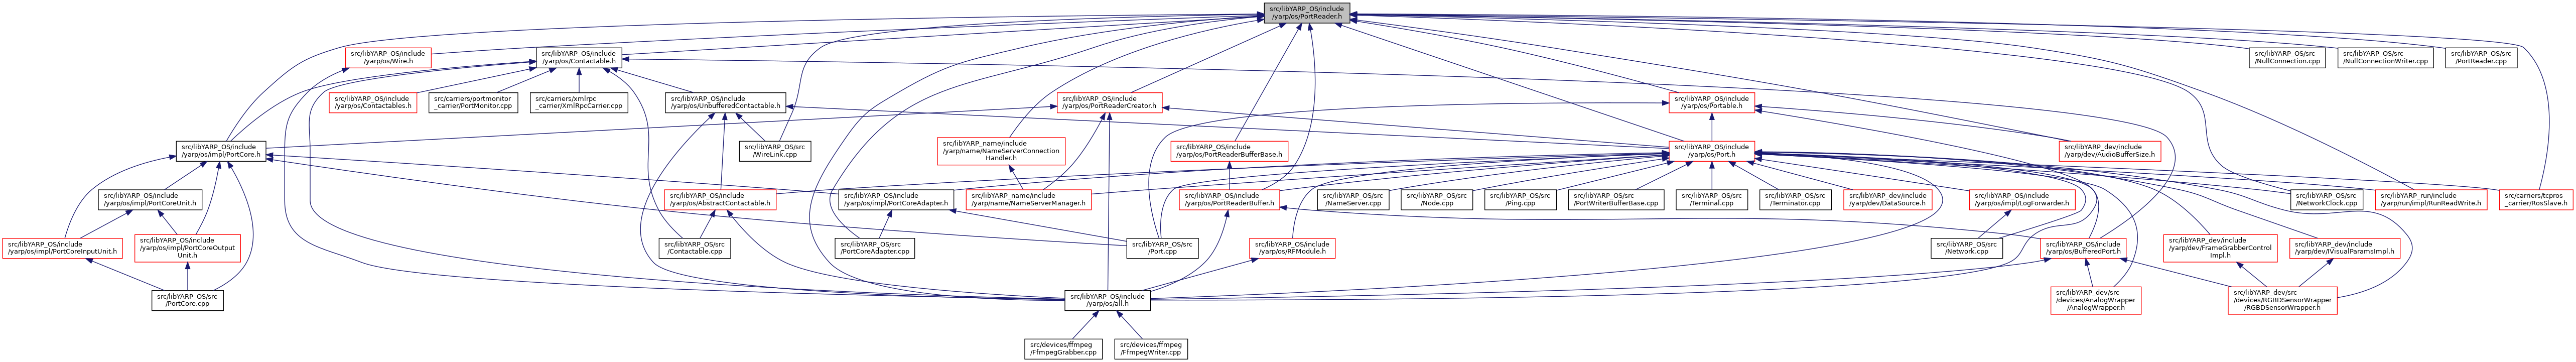 src/libYARP_OS/include
/yarp/os/PortReader.h
src/libYARP_OS/include
/yarp/os/Wire.h
src/libYARP_OS/include
/yarp/os/Contactable.h
src/libYARP_OS/src
/NullConnection.cpp
src/libYARP_OS/src
/NullConnectionWriter.cpp
src/libYARP_OS/src
/PortReader.cpp
src/libYARP_OS/include
/yarp/os/Contactables.h
src/carriers/portmonitor
_carrier/PortMonitor.cpp
src/carriers/xmlrpc
_carrier/XmlRpcCarrier.cpp
src/libYARP_OS/include
/yarp/os/UnbufferedContactable.h
src/libYARP_OS/include
/yarp/os/PortReaderCreator.h
src/libYARP_OS/include
/yarp/os/Portable.h
src/libYARP_OS/include
/yarp/os/impl/PortCore.h
src/libYARP_OS/src
/WireLink.cpp
src/libYARP_name/include
/yarp/name/NameServerConnection
Handler.h
src/libYARP_OS/include
/yarp/os/PortReaderBufferBase.h
src/libYARP_OS/include
/yarp/os/Port.h
src/libYARP_dev/include
/yarp/dev/AudioBufferSize.h
src/libYARP_OS/include
/yarp/os/impl/PortCoreUnit.h
src/libYARP_OS/include
/yarp/os/AbstractContactable.h
src/libYARP_OS/include
/yarp/os/impl/PortCoreAdapter.h
src/libYARP_name/include
/yarp/name/NameServerManager.h
src/libYARP_OS/include
/yarp/os/PortReaderBuffer.h
src/libYARP_OS/src
/NameServer.cpp
src/libYARP_OS/src
/Node.cpp
src/libYARP_OS/src
/Ping.cpp
src/libYARP_OS/src
/PortWriterBufferBase.cpp
src/libYARP_OS/src
/Terminal.cpp
src/libYARP_OS/src
/Terminator.cpp
src/libYARP_dev/include
/yarp/dev/DataSource.h
src/libYARP_OS/include
/yarp/os/impl/LogForwarder.h
src/libYARP_OS/src
/NetworkClock.cpp
src/libYARP_run/include
/yarp/run/impl/RunReadWrite.h
src/carriers/tcpros
_carrier/RosSlave.h
src/libYARP_OS/include
/yarp/os/impl/PortCoreInputUnit.h
src/libYARP_OS/include
/yarp/os/impl/PortCoreOutput
Unit.h
src/libYARP_OS/src
/Contactable.cpp
src/libYARP_OS/src
/PortCoreAdapter.cpp
src/libYARP_OS/src
/Port.cpp
src/libYARP_OS/include
/yarp/os/RFModule.h
src/libYARP_OS/src
/Network.cpp
src/libYARP_OS/include
/yarp/os/BufferedPort.h
src/libYARP_dev/include
/yarp/dev/FrameGrabberControl
Impl.h
src/libYARP_dev/include
/yarp/dev/IVisualParamsImpl.h
src/libYARP_OS/src
/PortCore.cpp
src/libYARP_OS/include
/yarp/os/all.h
src/libYARP_dev/src
/devices/AnalogWrapper
/AnalogWrapper.h
src/libYARP_dev/src
/devices/RGBDSensorWrapper
/RGBDSensorWrapper.h
src/devices/ffmpeg
/FfmpegGrabber.cpp
src/devices/ffmpeg
/FfmpegWriter.cpp